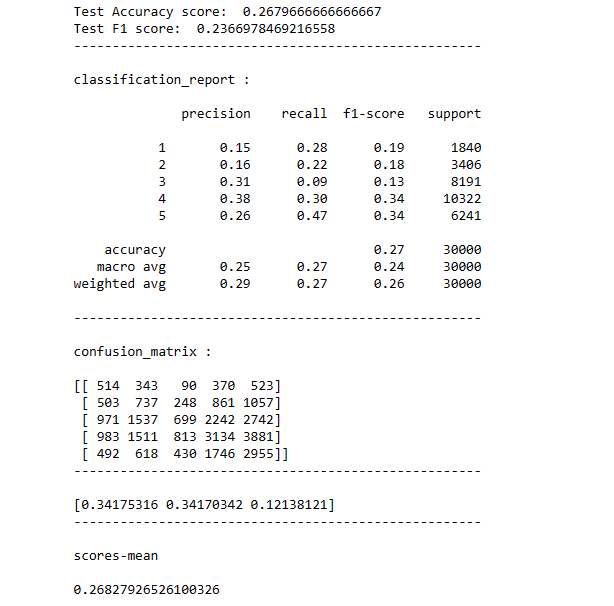 Test Accuracy score:  0.2679666666666667
Test F1 score:  0.2366978469216558
-----------------------------------------------------
classification_report :
              precision    recall  f1-score   support
           1       0.15      0.28      0.19      1840
           2       0.16      0.22      0.18      3406
           3       0.31      0.09      0.13      8191
           4       0.38      0.30      0.34     10322
           5       0.26      0.47      0.34      6241
    accuracy                           0.27     30000
   macro avg       0.25      0.27      0.24     30000
weighted avg       0.29      0.27      0.26     30000
-----------------------------------------------------
confusion_matrix :
[[ 514  343   90  370  523]
 [ 503  737  248  861 1057]
 [ 971 1537  699 2242 2742]
 [ 983 1511  813 3134 3881]
 [ 492  618  430 1746 2955]]
-----------------------------------------------------
[0.34175316 0.34170342 0.12138121]
-----------------------------------------------------
scores-mean
0.26827926526100326